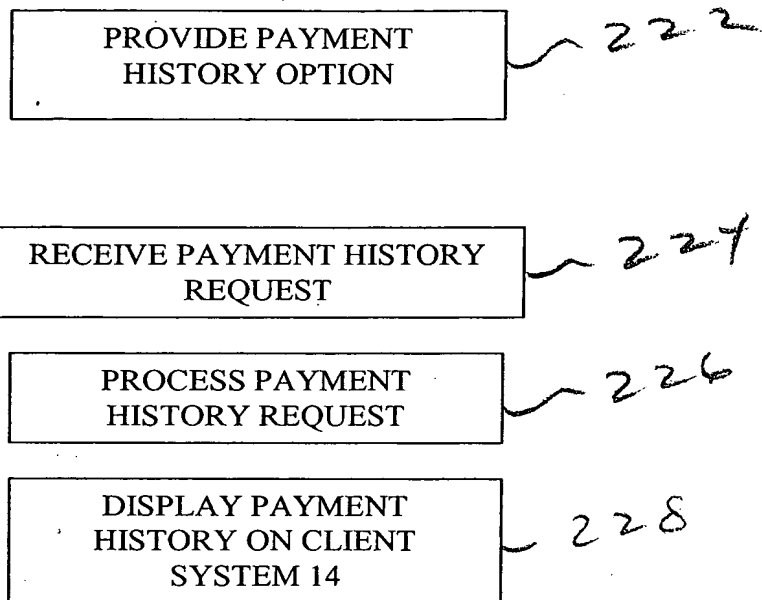 PROVIDE PAYMENT
HISTORY OPTION
222
RECEIVE PAYMENT HISTORY
REQUEST
224
PROCESS PAYMENT
HISTORY REQUEST
226
DISPLAY PAYMENT
HISTORY ON CLIENT
SYSTEM 14
228